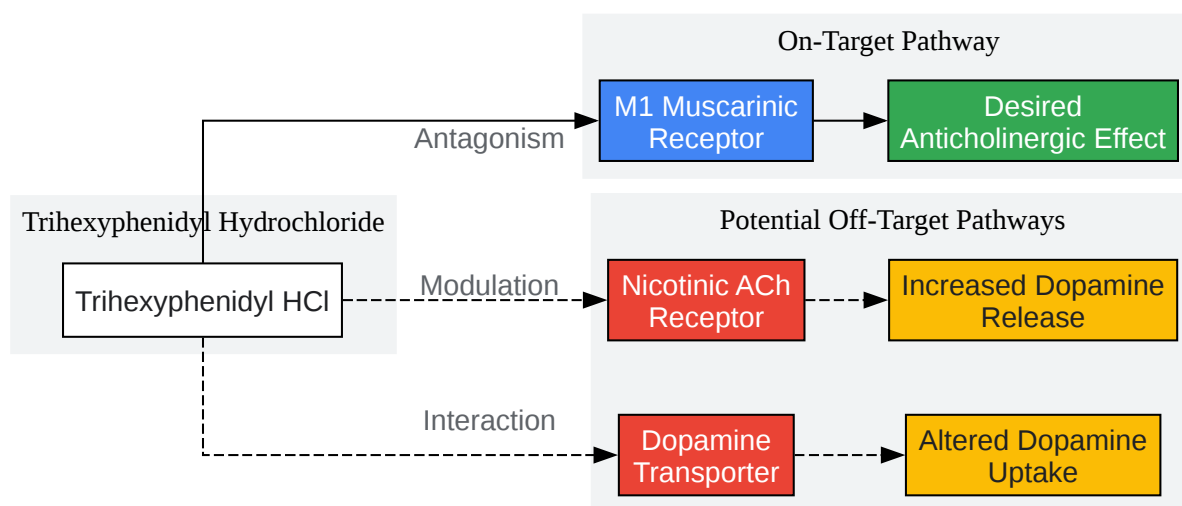 On-Target Pathway
M1 Muscarinic
Receptor
Desired
Anticholinergic Effect
Antagonism
Trihexyphenidyl Hydrochloride
Trihexyphenidyl HCl
Potential Off-Target Pathways
Modulation
Nicotinic ACh
Receptor
Increased Dopamine
Release
Interaction
Dopamine
Transporter
Altered Dopamine
Uptake